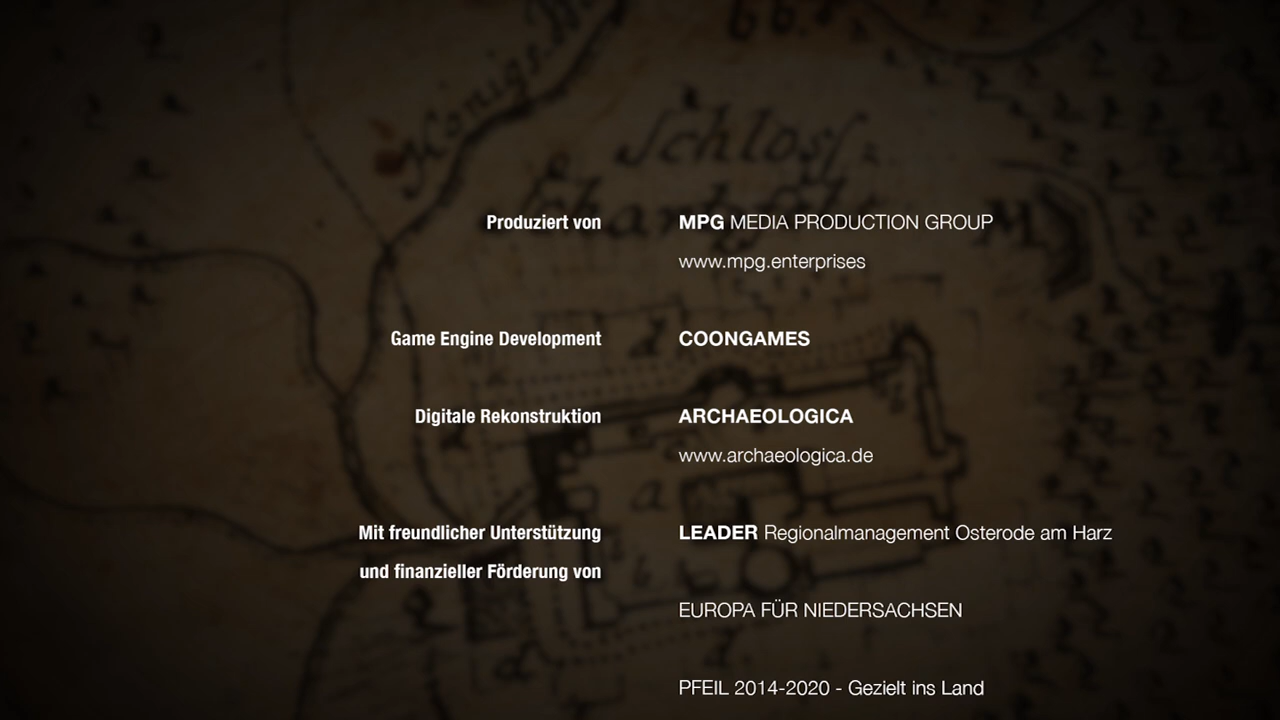 Schloss
Produziert von MPG MEDIA PRODUCTION GROUP
www.mpg.enterprises
Game Engine Development COONGAMES
Digitale Rekonstruktion ARCHAEOLOGICA
www.archaeologica.de
Mit freundlicher Unterstützung LEADER Regionalmanagement Osterode am Harz
und finanzieller Förderung von
EUROPA FÜR NIEDERSACHSEN
PFEIL 2014-2020 - Gezielt ins Land